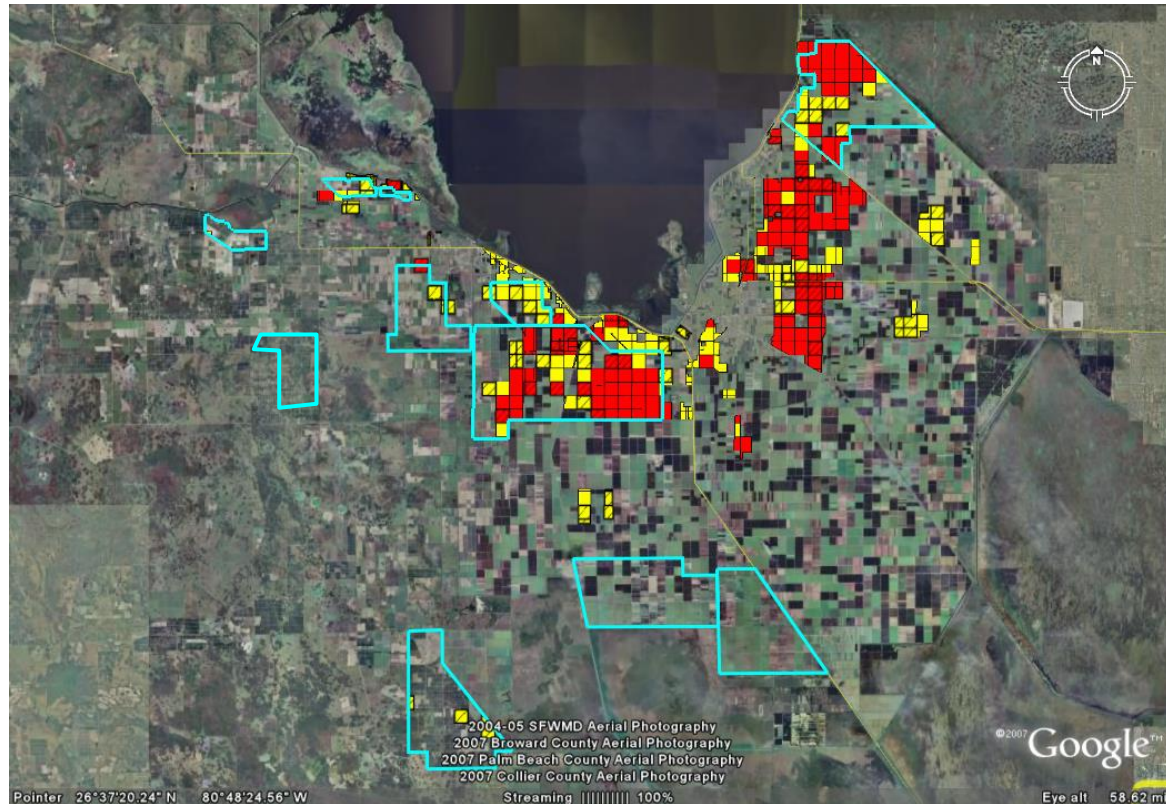 N
2004-05 SFWMD Aerial Photography
2007 Broward County Aerial Photography
2007 Palm Beach County Aerial Photography
2007 Collier County Aerial Photography
©2007 Google™
Pointer 26°37'20.24" N 80°48'24.56" W Streaming |||||||||| 100% Eye alt 58.62 mi